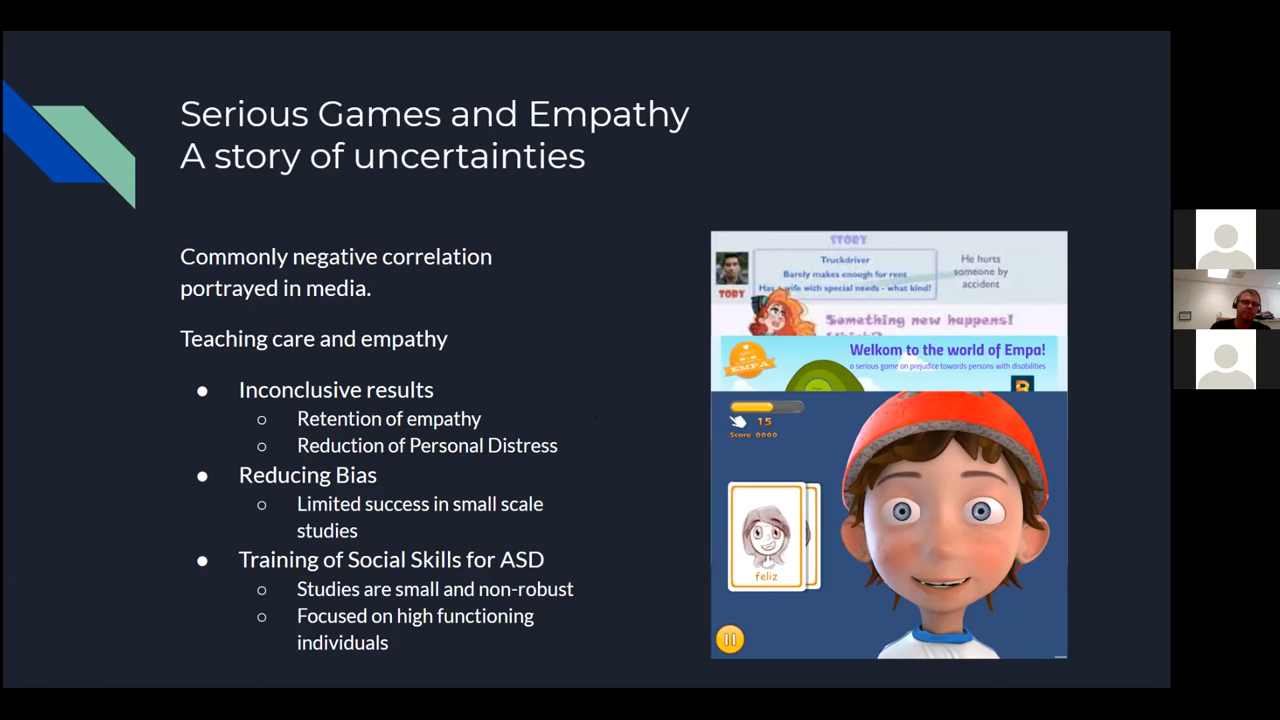 Serious Games and Empathy
A story of uncertainties
Commonly negative correlation
portrayed in media.
Teaching care and empathy
Inconclusive results
Retention of empathy
Reduction of Personal Distress
Reducing Bias
Limited success in small scale
studies
Training of Social Skills for ASD
Studies are small and non-robust
Focused on high functioning
individuals
STORY
Truckdriver
Barely makes enough for rent
Has a wife with special needs - what kind!
TOBY
He hurts
someone by
accident
Something new happens!
EMPA
Welkom to the world of Empa!
a serious game on prejudice towards persons with disabilities
B
15
Score 0000
feliz